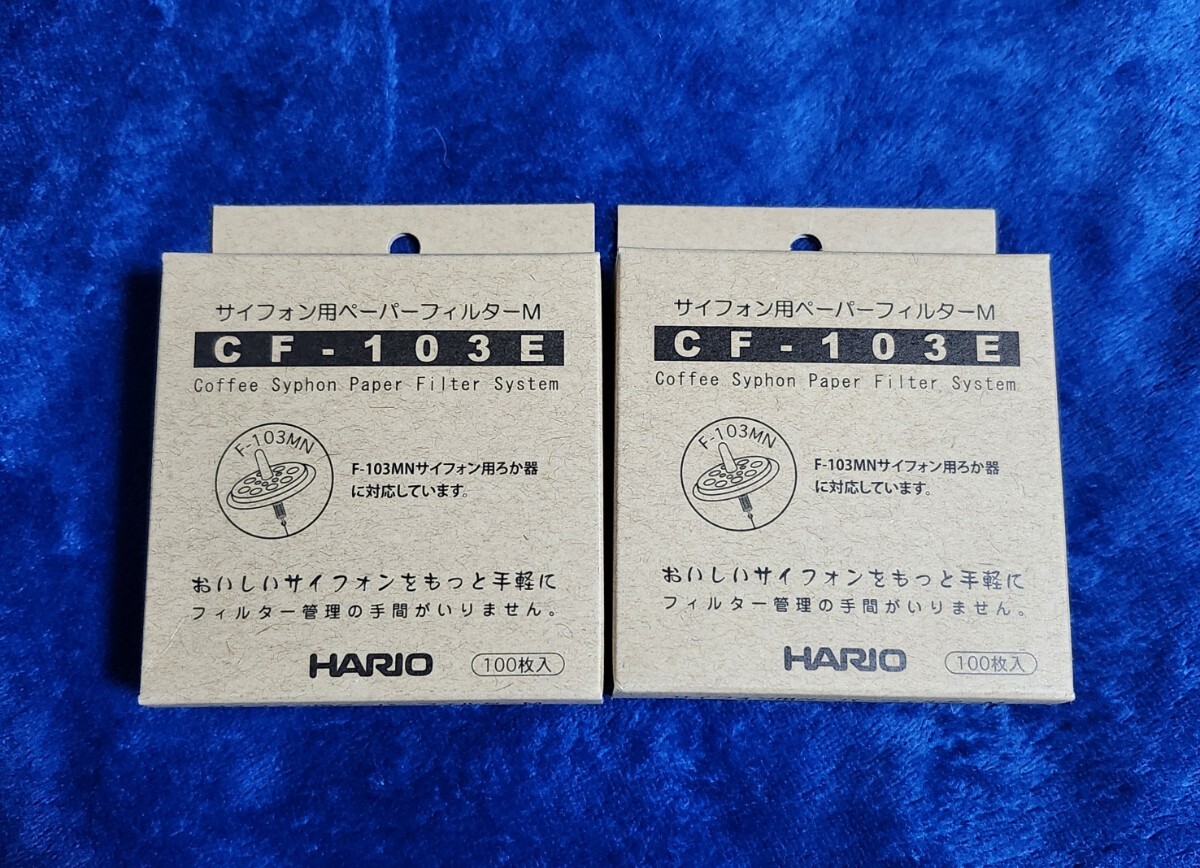 サイフォン用ペーパーフィルターM
CF-103E
Coffee Syphon Paper Filter System
F-103MN
F-103MNサイフォン用ろか器
に対応しています。
おいしいサイフォンをもっと手軽に
フィルター管理の手間がいりません。
HARIO
100枚入
サイフォン用ペーパーフィルターM
CF-103E
Coffee Syphon Paper Filter System
F-103MN
F-103MNサイフォン用ろか器
に対応しています。
おいしいサイフォンをもっと手軽に
フィルター管理の手間がいりません。
HARIO
100枚入